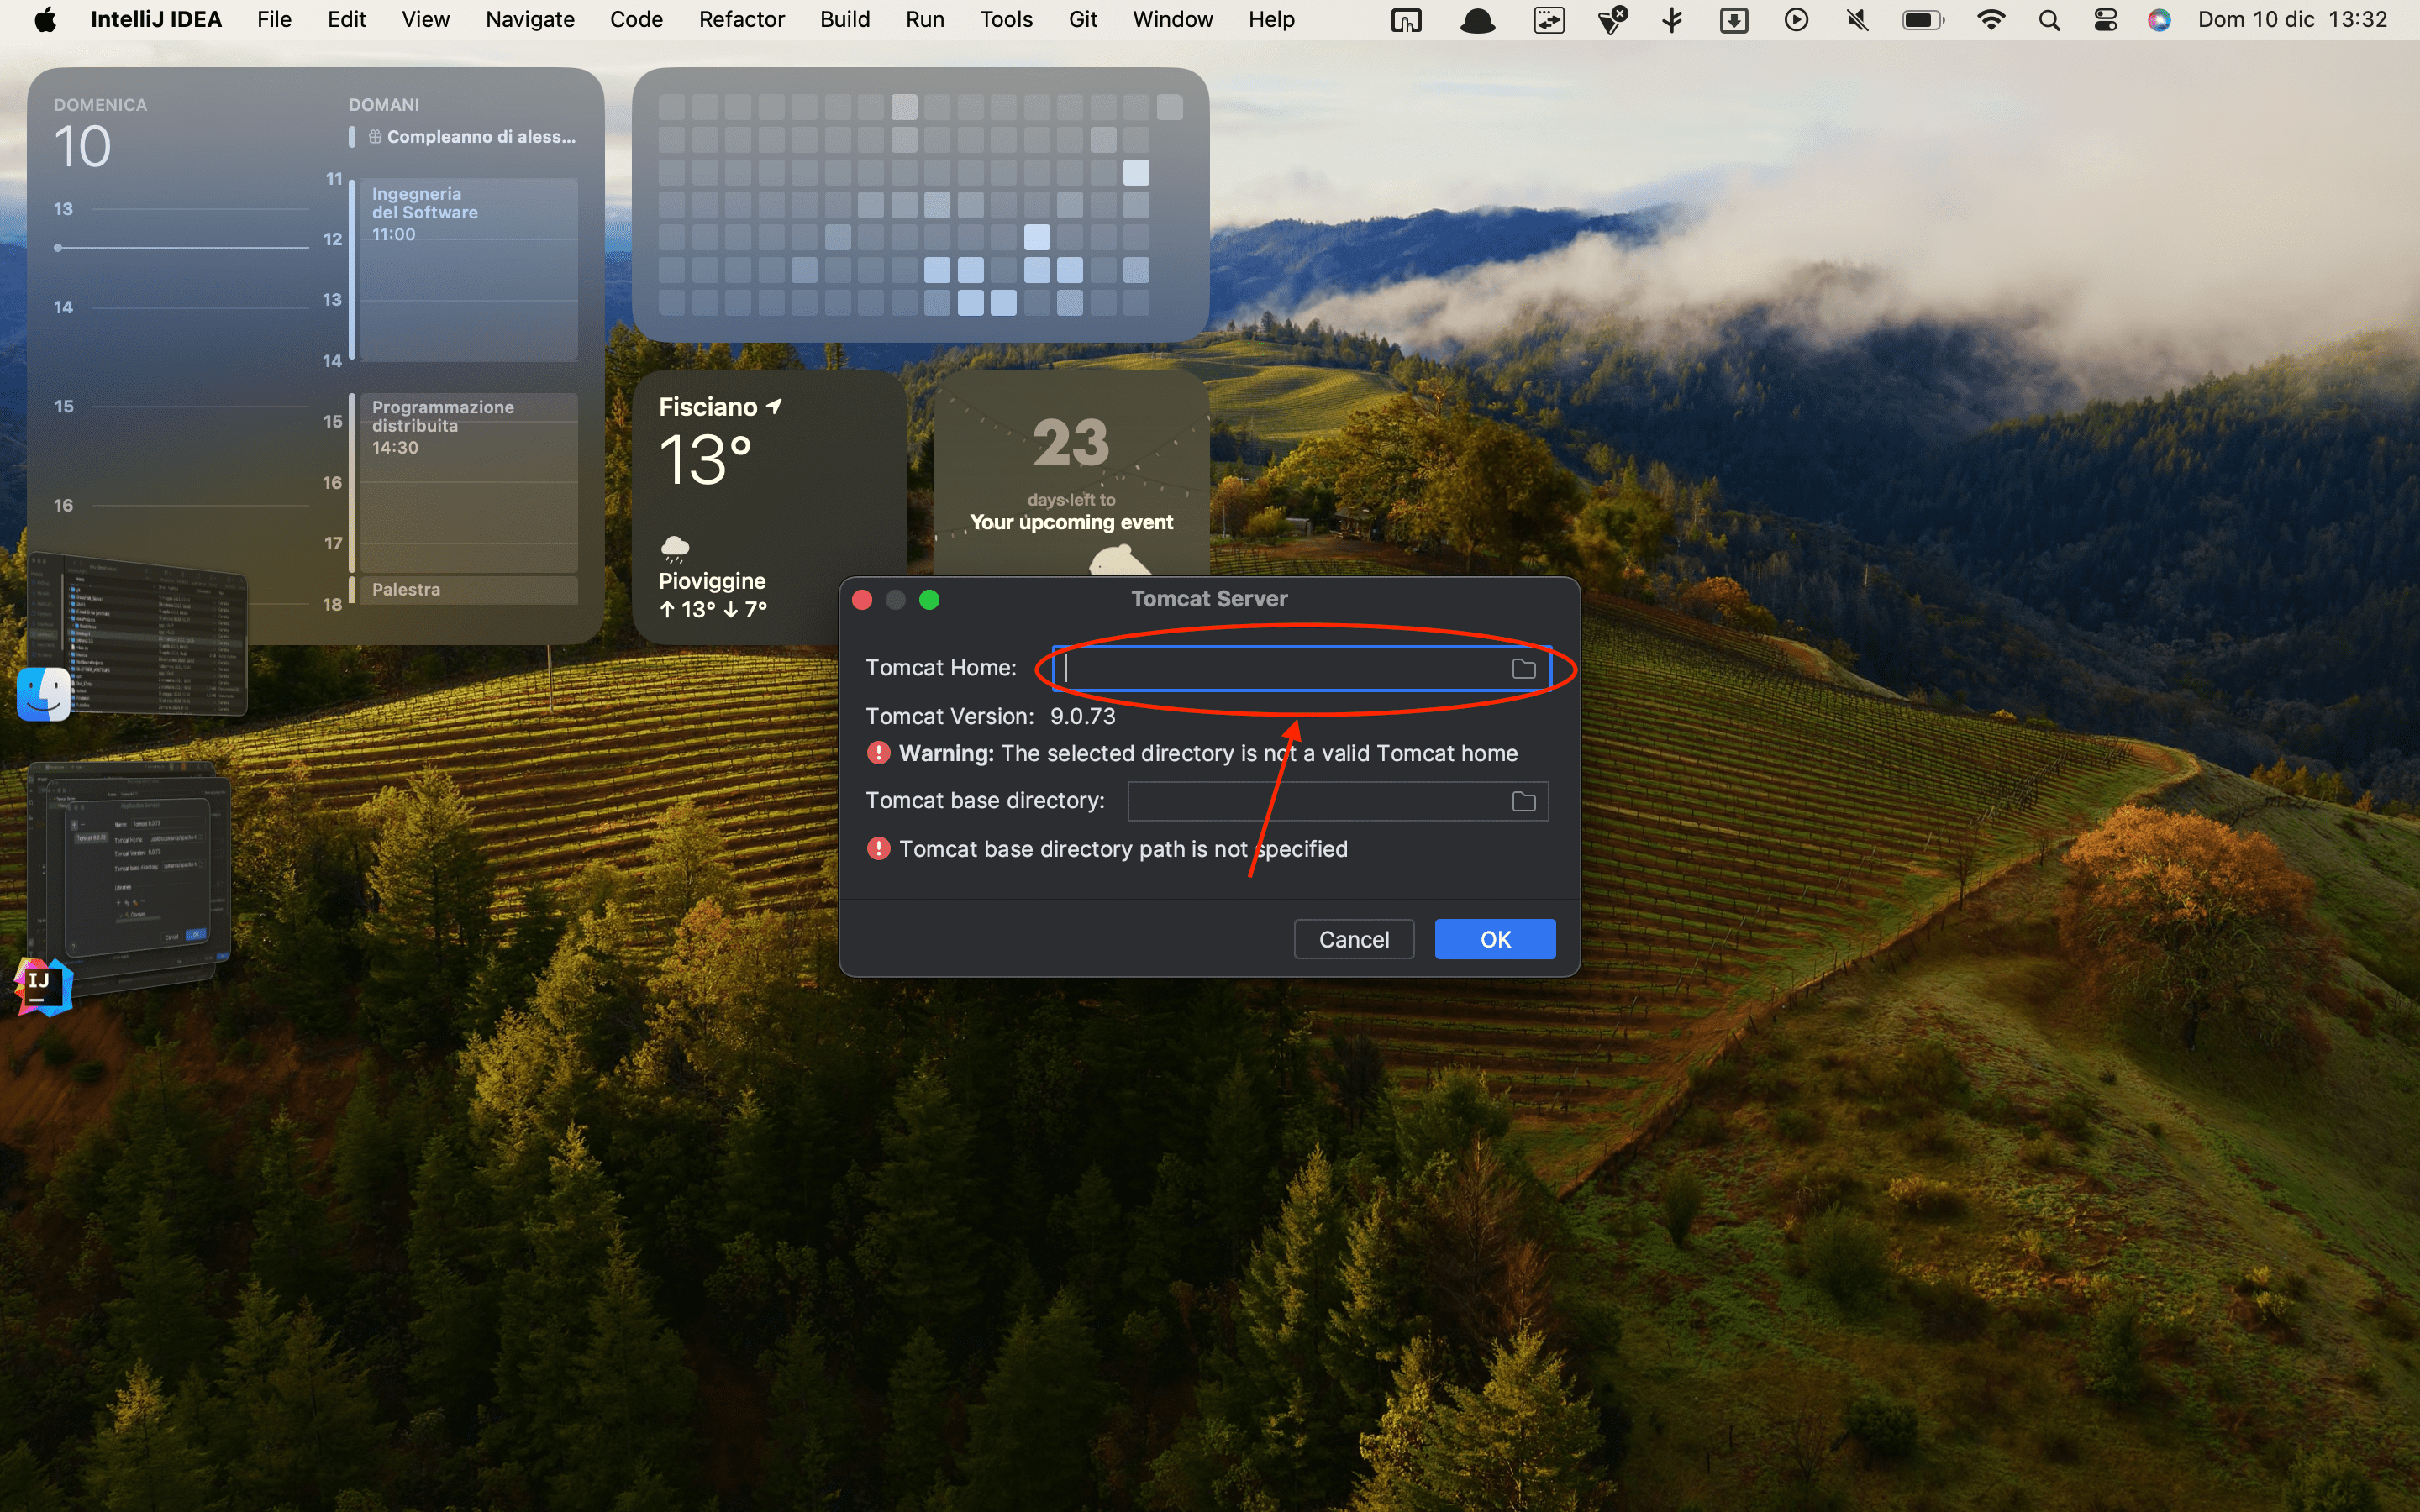 IntelliJ IDEA File Edit View Navigate Code Refactor Build Run Tools Git Window Help Dom 10 dic 13:32
DOMENICA
10
13
14
15
16
DOMANI
Compleanno di aless...
11
Ingegneria
del Software
11:00
12
13
14
Programmazione
distribuita
14:30
15
16
17
Palestra
18
Fisciano
13°
Pioviggine
↑ 13° ↓ 7°
23
days left to
Your upcoming event
Tomcat Server
Tomcat Home:
Tomcat Version: 9.0.73
Warning: The selected directory is not a valid Tomcat home
Tomcat base directory:
Tomcat base directory path is not specified
Cancel OK
IJ